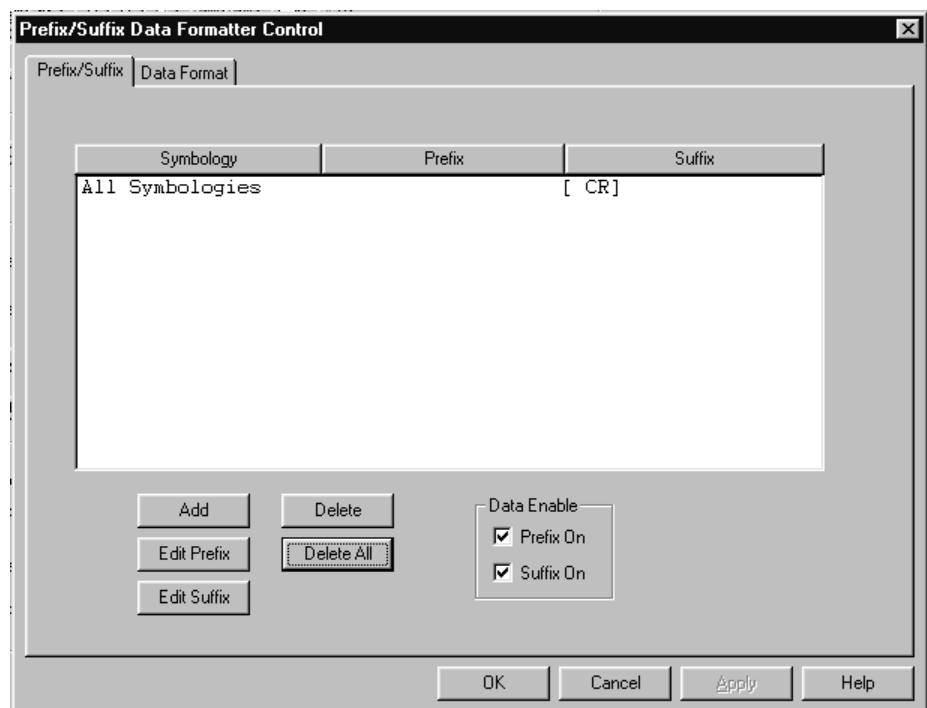 Prefix/Suffix Data Formatter Control
Prefix/Suffix Data Format
Symbology Prefix Suffix
All Symbologies [ CR]
Add Delete
Data Enable
Prefix On
Edit Prefix Delete All
Suffix On
Edit Suffix
OK Cancel Apply Help